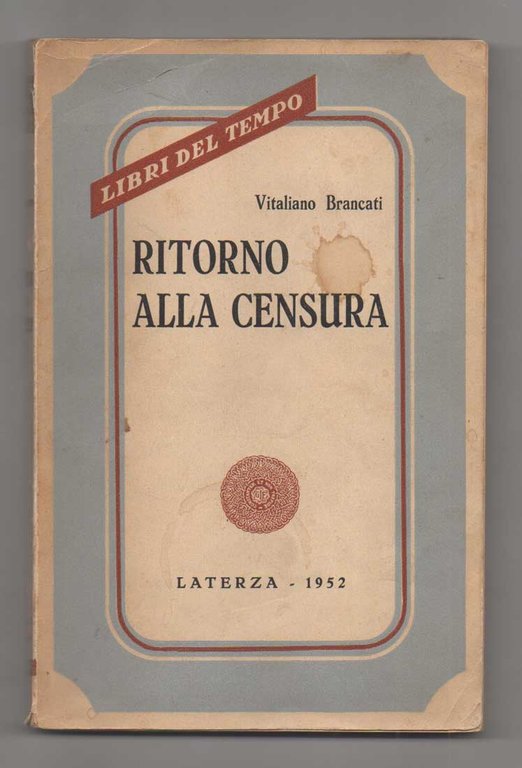 LIBRI DEL TEMPO
Vitaliano Brancati
RITORNO
ALLA CENSURA
LATERZA - 1952